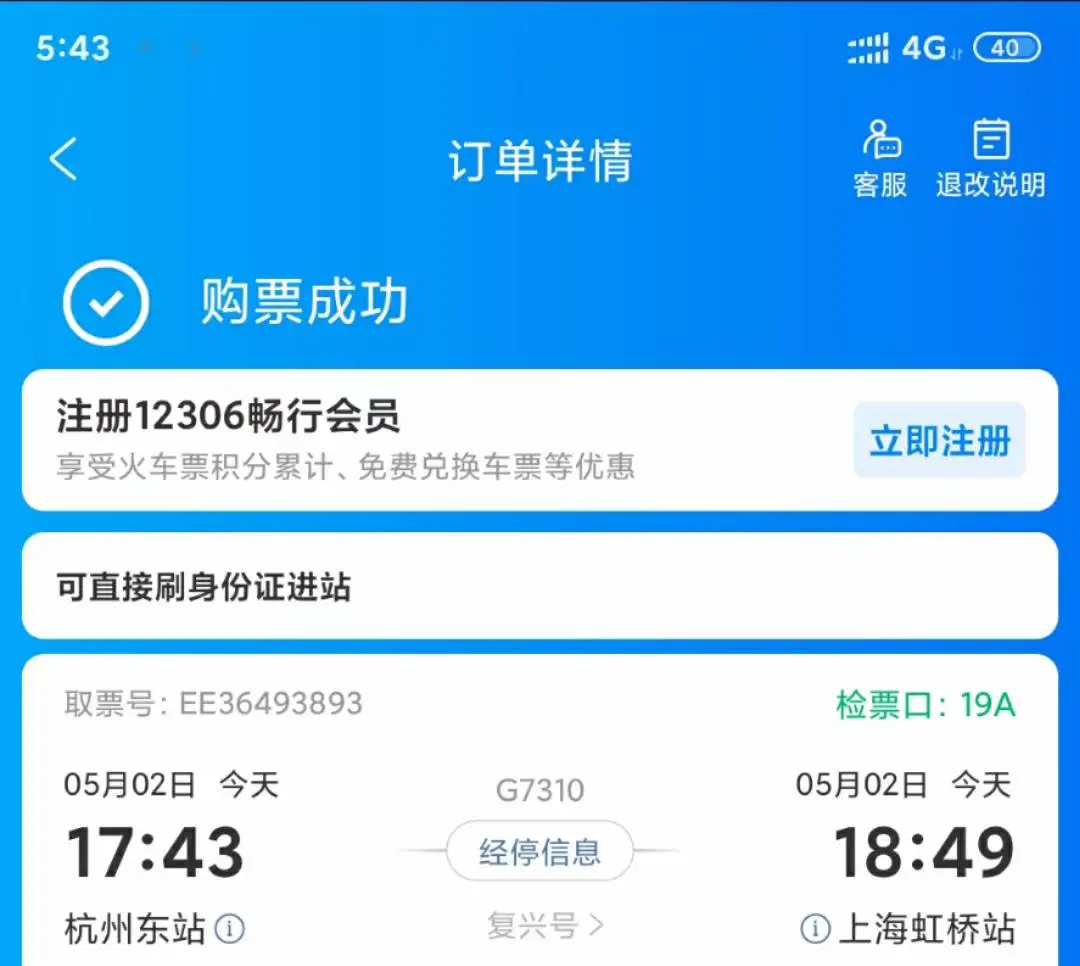 5:43 4G 40
订单详情
客服 退改说明
购票成功
注册12306畅行会员
享受火车票积分累计、免费兑换车票等优惠
立即注册
可直接刷身份证进站
取票号: EE36493893 检票口: 19A
05月02日 今天 G7310 05月02日 今天
17:43 经停信息 18:49
杭州东站 复兴号 上海虹桥站